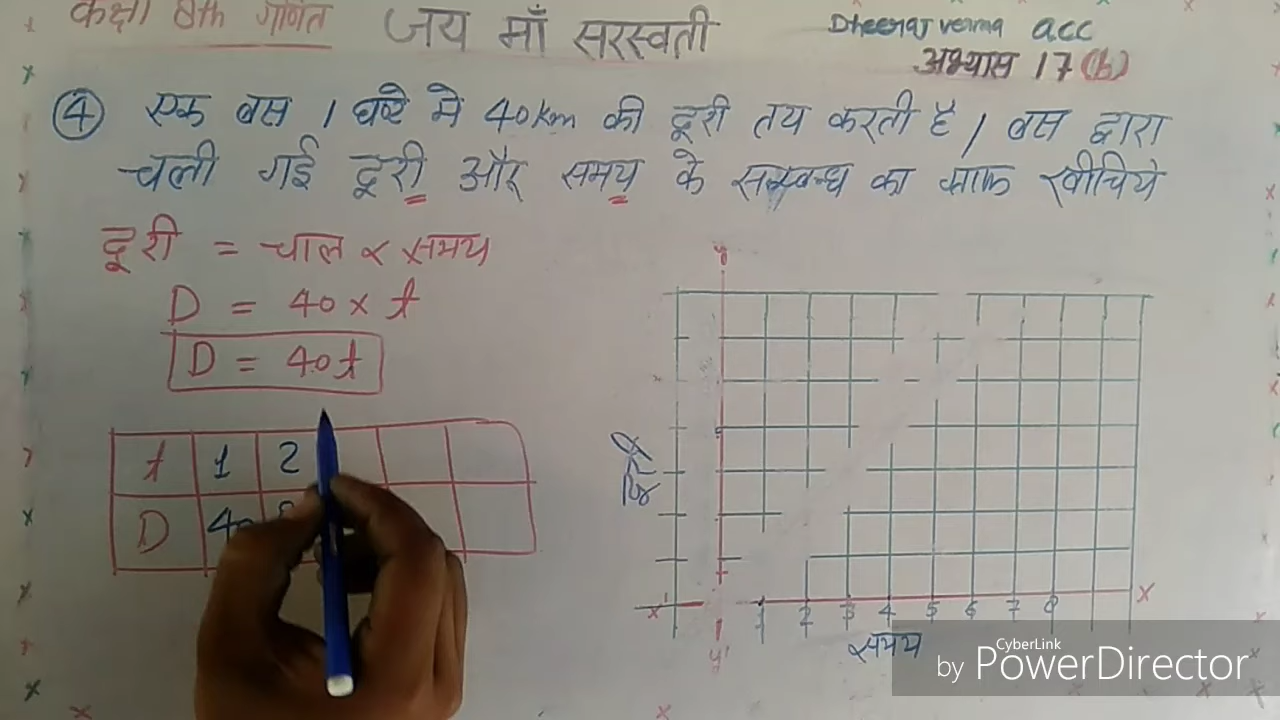 कक्षा 8th गणित
जय माँ सरस्वती
Dheeraj verma acc
अभ्यास 17(b)
④ एक बस 1 घण्टे मे 40km की दूरी तय करती है / बस द्वारा
चली गई दूरी और समय के सम्बन्ध का ग्राफ खीचिये
दूरी = चाल × समय
D = 40 × t
D = 40t
t 1 2
D 40
y
दूरी
x' x
1 2 3 4 5 6 7 8
y'
समय
CyberLink
by PowerDirector